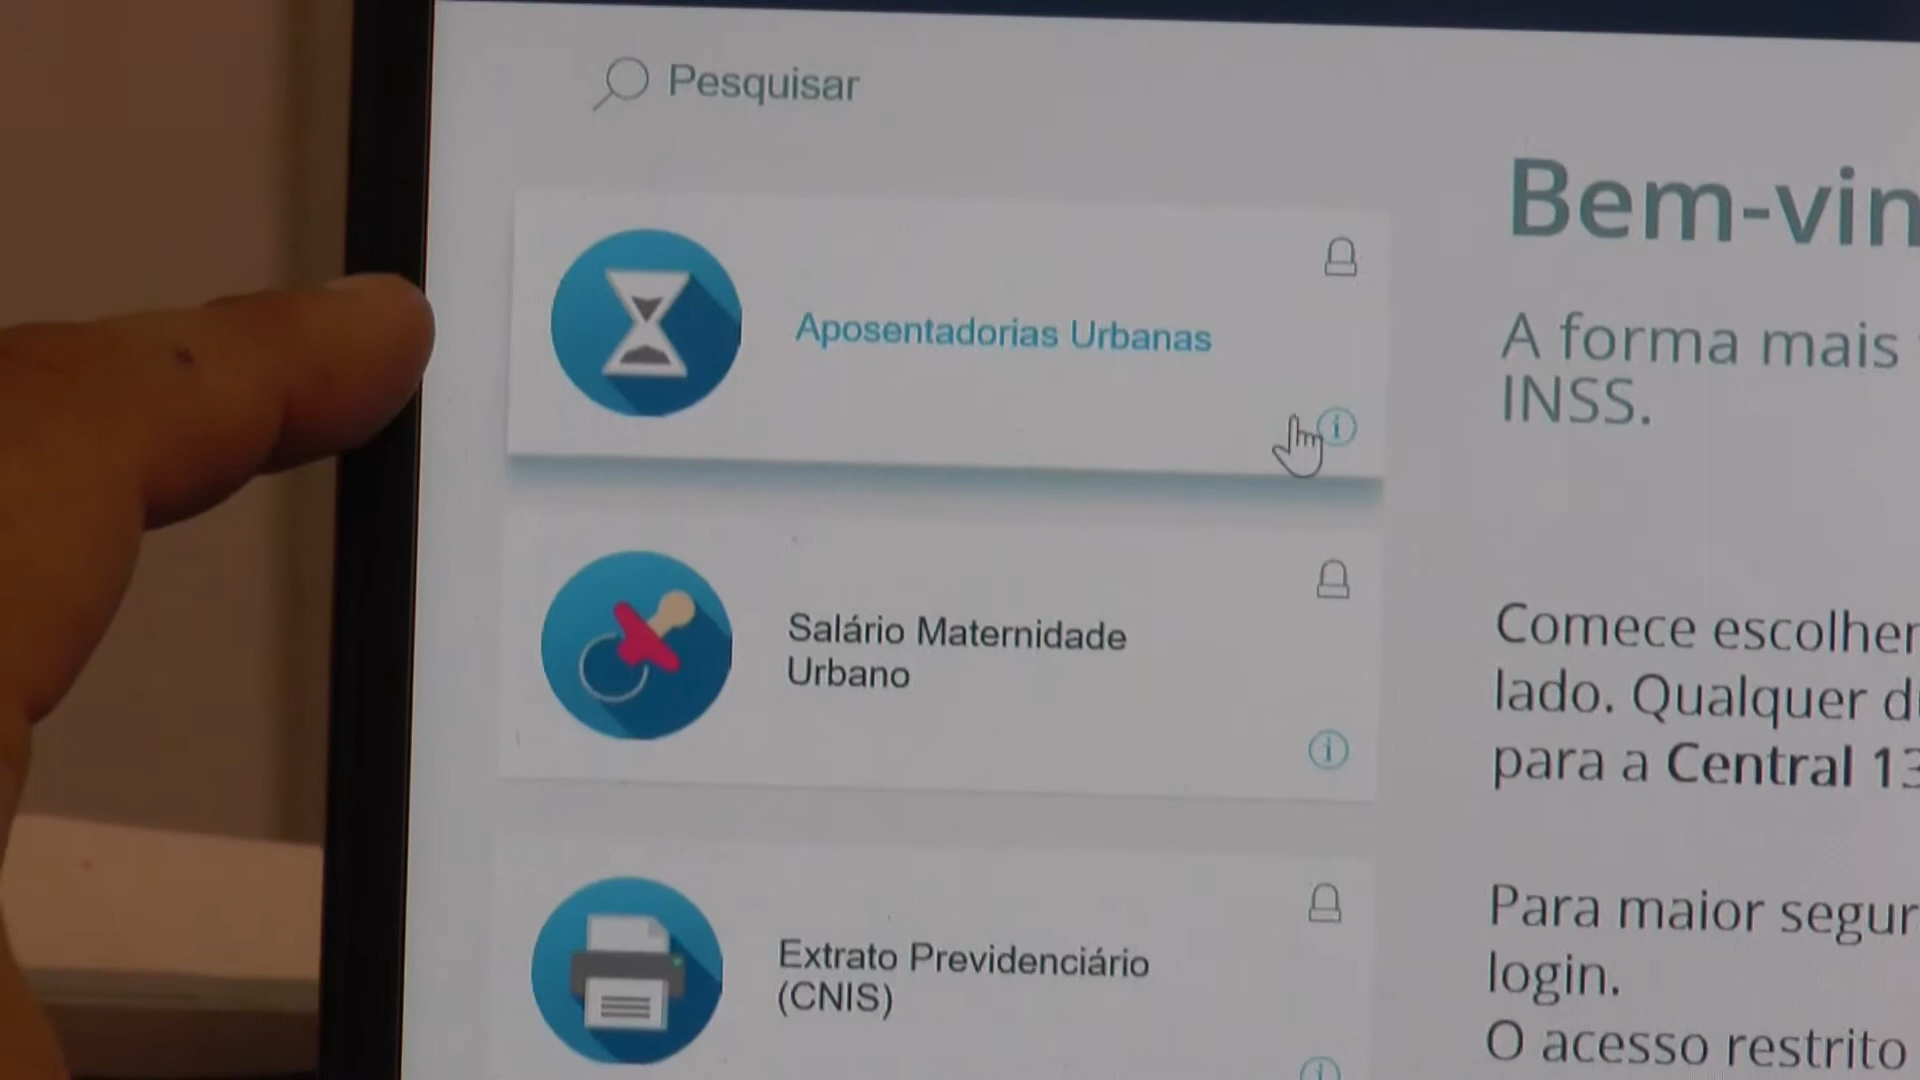 Pesquisar
Aposentadorias Urbanas
Salário Maternidade
Urbano
Extrato Previdenciário
(CNIS)
Bem-vin
A forma mais
INSS.
Comece escolher
lado. Qualquer
para a Central 13
Para maior segur
login.
O acesso restrito